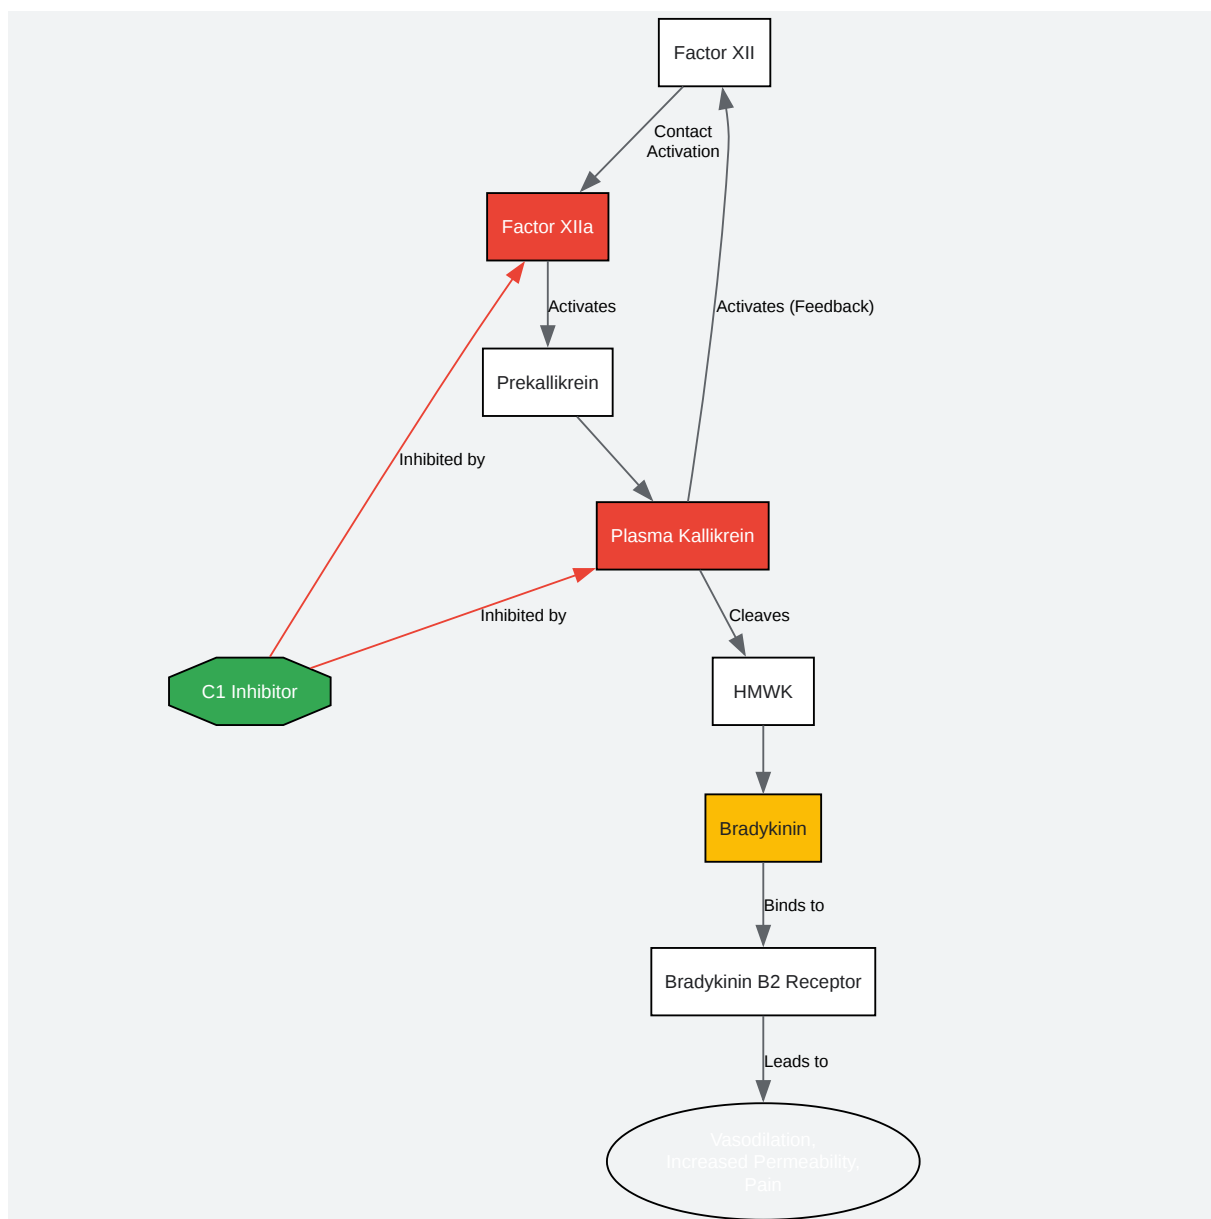 Factor XII
Contact
Activation
Factor XIIa
Activates
Activates (Feedback)
Prekallikrein
Inhibited by
Plasma Kallikrein
Inhibited by
Cleaves
C1 Inhibitor
HMWK
Bradykinin
Binds to
Bradykinin B2 Receptor
Leads to
Vasodilation,
Increased Permeability,
Pain